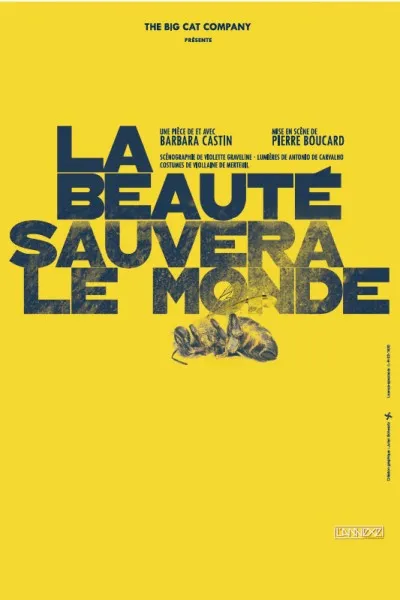 THE BIG CAT COMPANY
PRÉSENTE
UNE PIÈCE DE ET AVEC
BARBARA CASTIN
MISE EN SCÈNE DE
PIERRE BOUCARD
SCÉNOGRAPHIE DE VIOLETTE GRAVELINE - LUMIÈRES DE ANTONIO DE CARVALHO
COSTUMES DE VIOLLAINE DE MERTEUIL
LA
BEAUTÉ
SAUVERA
LE MONDE